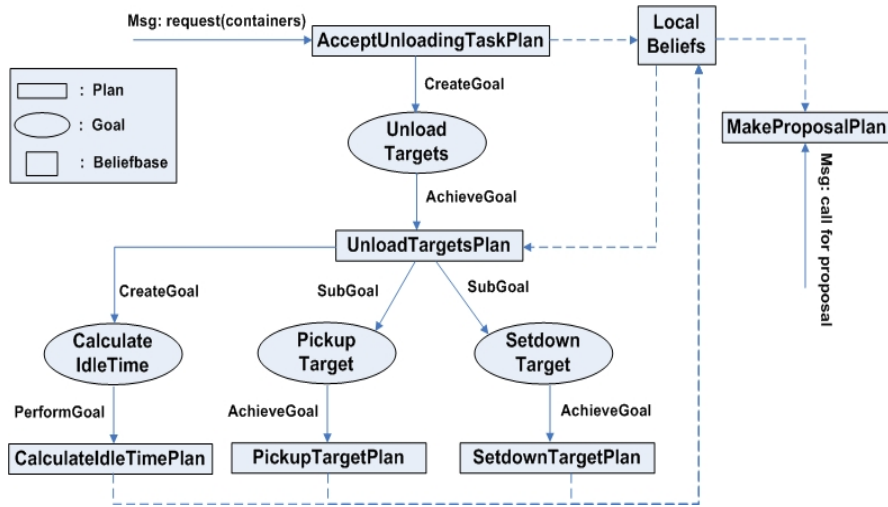 Msg: request(containers)
AcceptUnloadingTaskPlan
Local
Beliefs
CreateGoal
: Plan
: Goal
: Beliefbase
Unload
Targets
MakeProposalPlan
AchieveGoal
Msg: call for proposal
UnloadTargetsPlan
CreateGoal
SubGoal
SubGoal
Calculate
IdleTime
Pickup
Target
Setdown
Target
PerformGoal
AchieveGoal
AchieveGoal
CalculateIdleTimePlan
PickupTargetPlan
SetdownTargetPlan